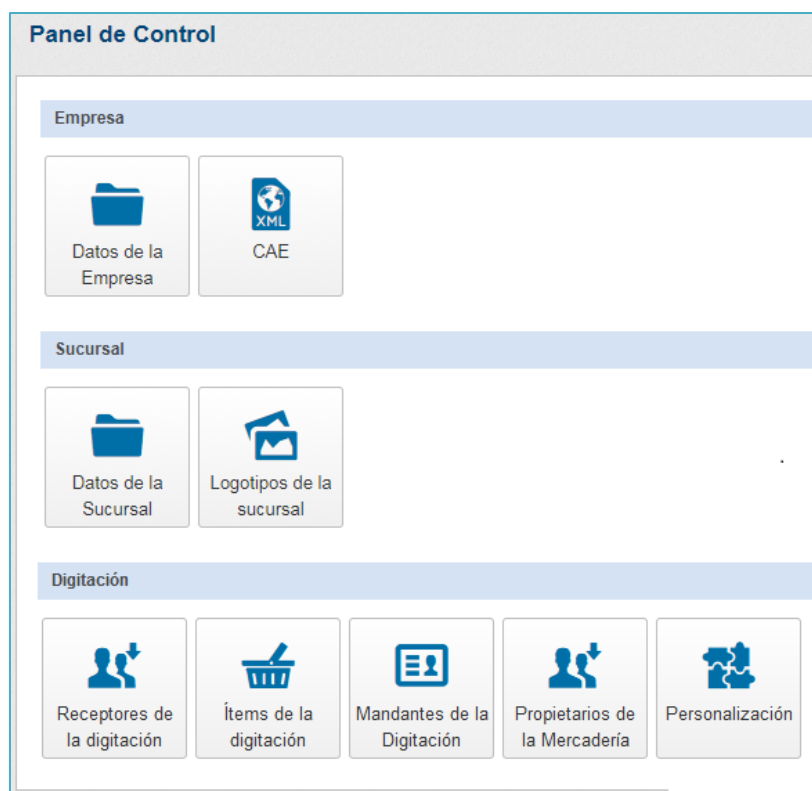 Panel de Control
Empresa
Datos de la
Empresa
XML
CAE
Sucursal
Datos de la
Sucursal
Logotipos de la
sucursal
Digitación
Receptores de
la digitación
Ítems de la
digitación
Mandantes de la
Digitación
Propietarios de
la Mercadería
Personalización